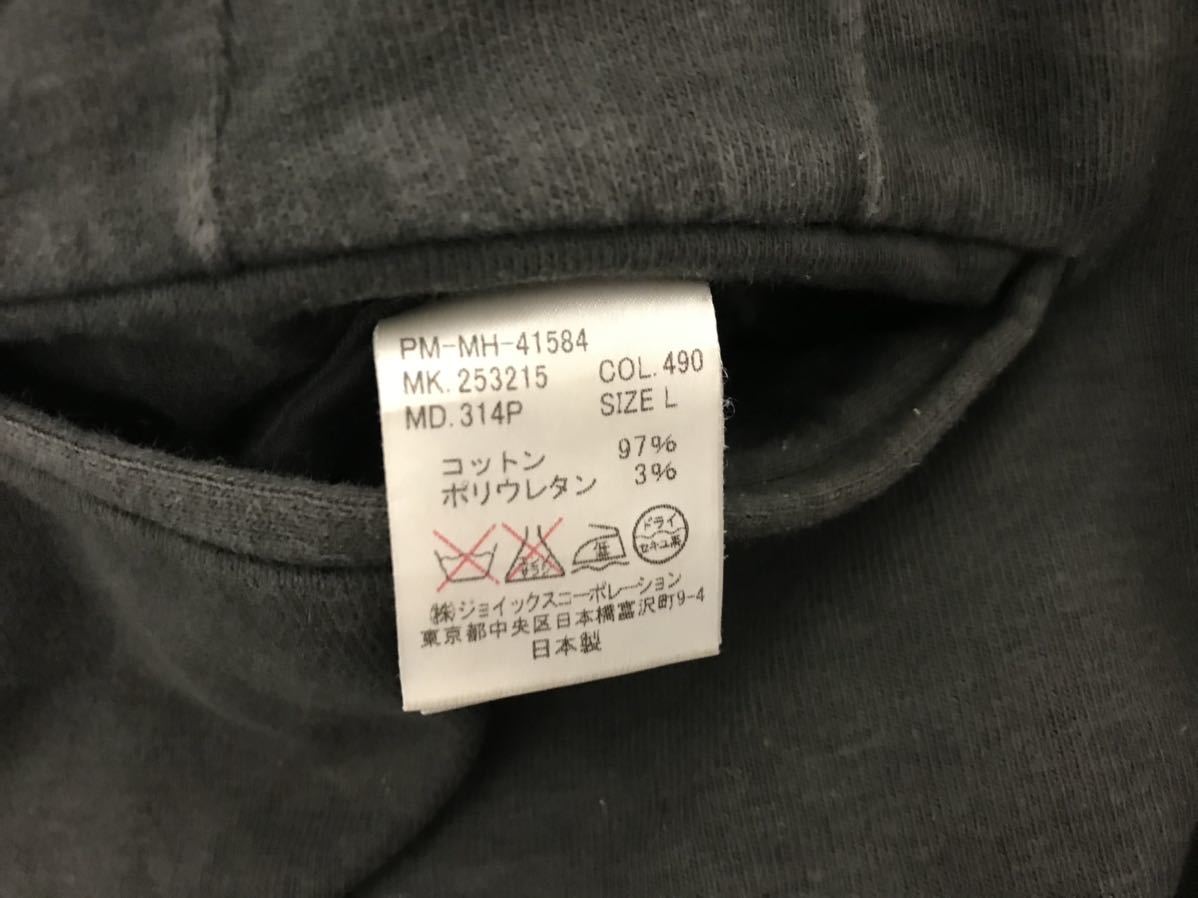 PM-MH-41584
MK.253215 COL.490
MD.314P SIZE L
コットン 97%
ポリウレタン 3%
エンソ 低 ドライ セキユ系
(株)ジョイックスコーポレーション
東京都中央区日本橋富沢町9-4
日本製